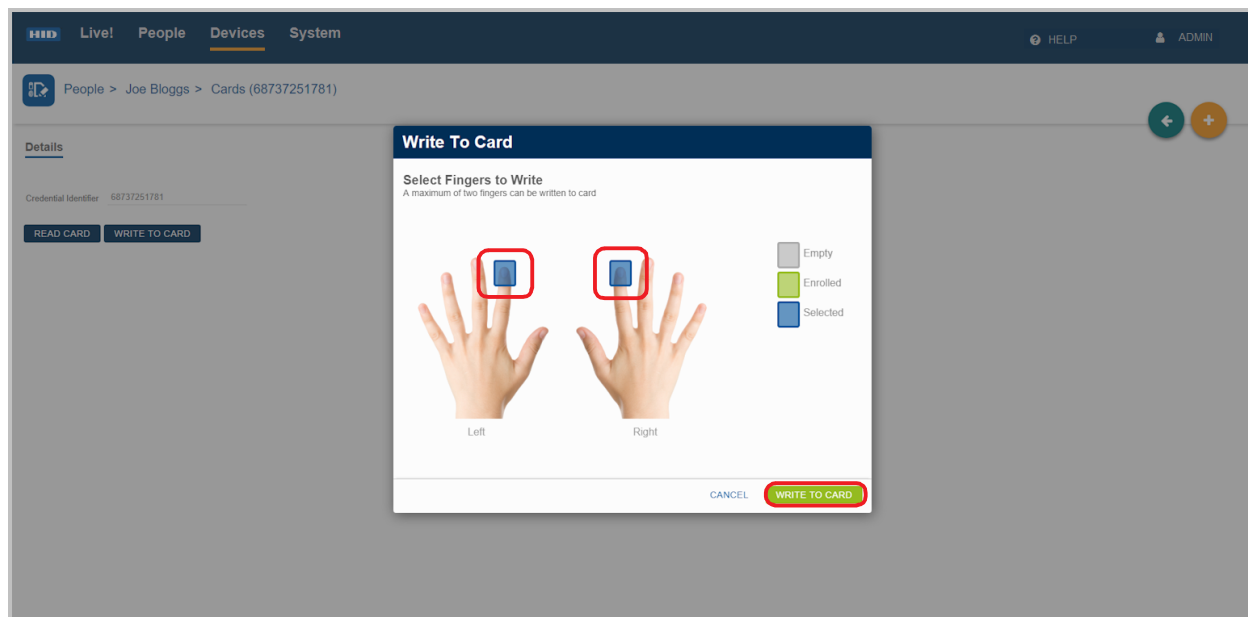 HID Live! People Devices System HELP ADMIN
People > Joe Bloggs > Cards (68737251781)
Details
Credential Identifier 68737251781
READ CARD WRITE TO CARD
Write To Card
Select Fingers to Write
A maximum of two fingers can be written to card
Empty
Enrolled
Selected
Left Right
CANCEL WRITE TO CARD